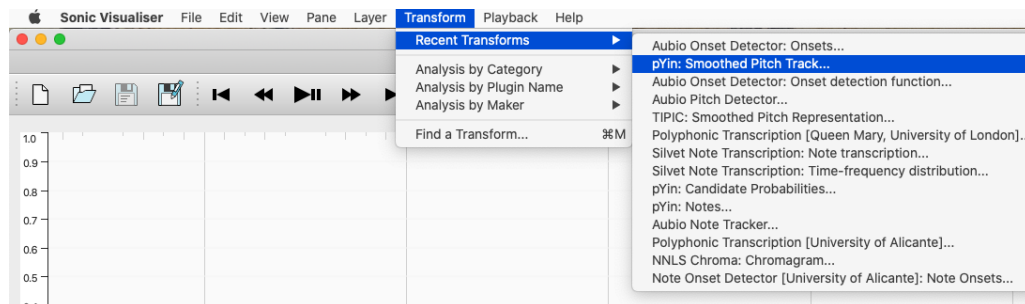 Sonic Visualiser File Edit View Pane Layer Transform Playback Help
Recent Transforms
Analysis by Category
Analysis by Plugin Name
Analysis by Maker
Find a Transform... ⌘M
Aubio Onset Detector: Onsets...
pYin: Smoothed Pitch Track...
Aubio Onset Detector: Onset detection function...
Aubio Pitch Detector...
TIPIC: Smoothed Pitch Representation...
Polyphonic Transcription [Queen Mary, University of London]..
Silvet Note Transcription: Note transcription...
Silvet Note Transcription: Time-frequency distribution...
pYin: Candidate Probabilities...
pYin: Notes...
Aubio Note Tracker...
Polyphonic Transcription [University of Alicante]...
NNLS Chroma: Chromagram...
Note Onset Detector [University of Alicante]: Note Onsets...
1.0
0.9
0.8
0.7
0.6
0.5